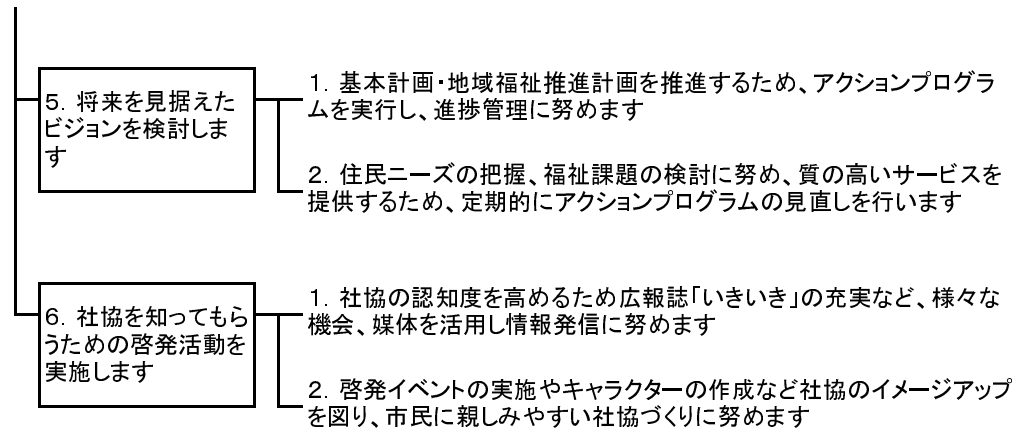 5．将来を見据えた
ビジョンを検討しま
す
1．基本計画・地域福祉推進計画を推進するため、アクションプログラ
ムを実行し、進捗管理に努めます
2．住民ニーズの把握、福祉課題の検討に努め、質の高いサービスを
提供するため、定期的にアクションプログラムの見直しを行います
6．社協を知ってもら
うための啓発活動を
実施します
1．社協の認知度を高めるため広報誌「いきいき」の充実など、様々な
機会、媒体を活用し情報発信に努めます
2．啓発イベントの実施やキャラクターの作成など社協のイメージアップ
を図り、市民に親しみやすい社協づくりに努めます